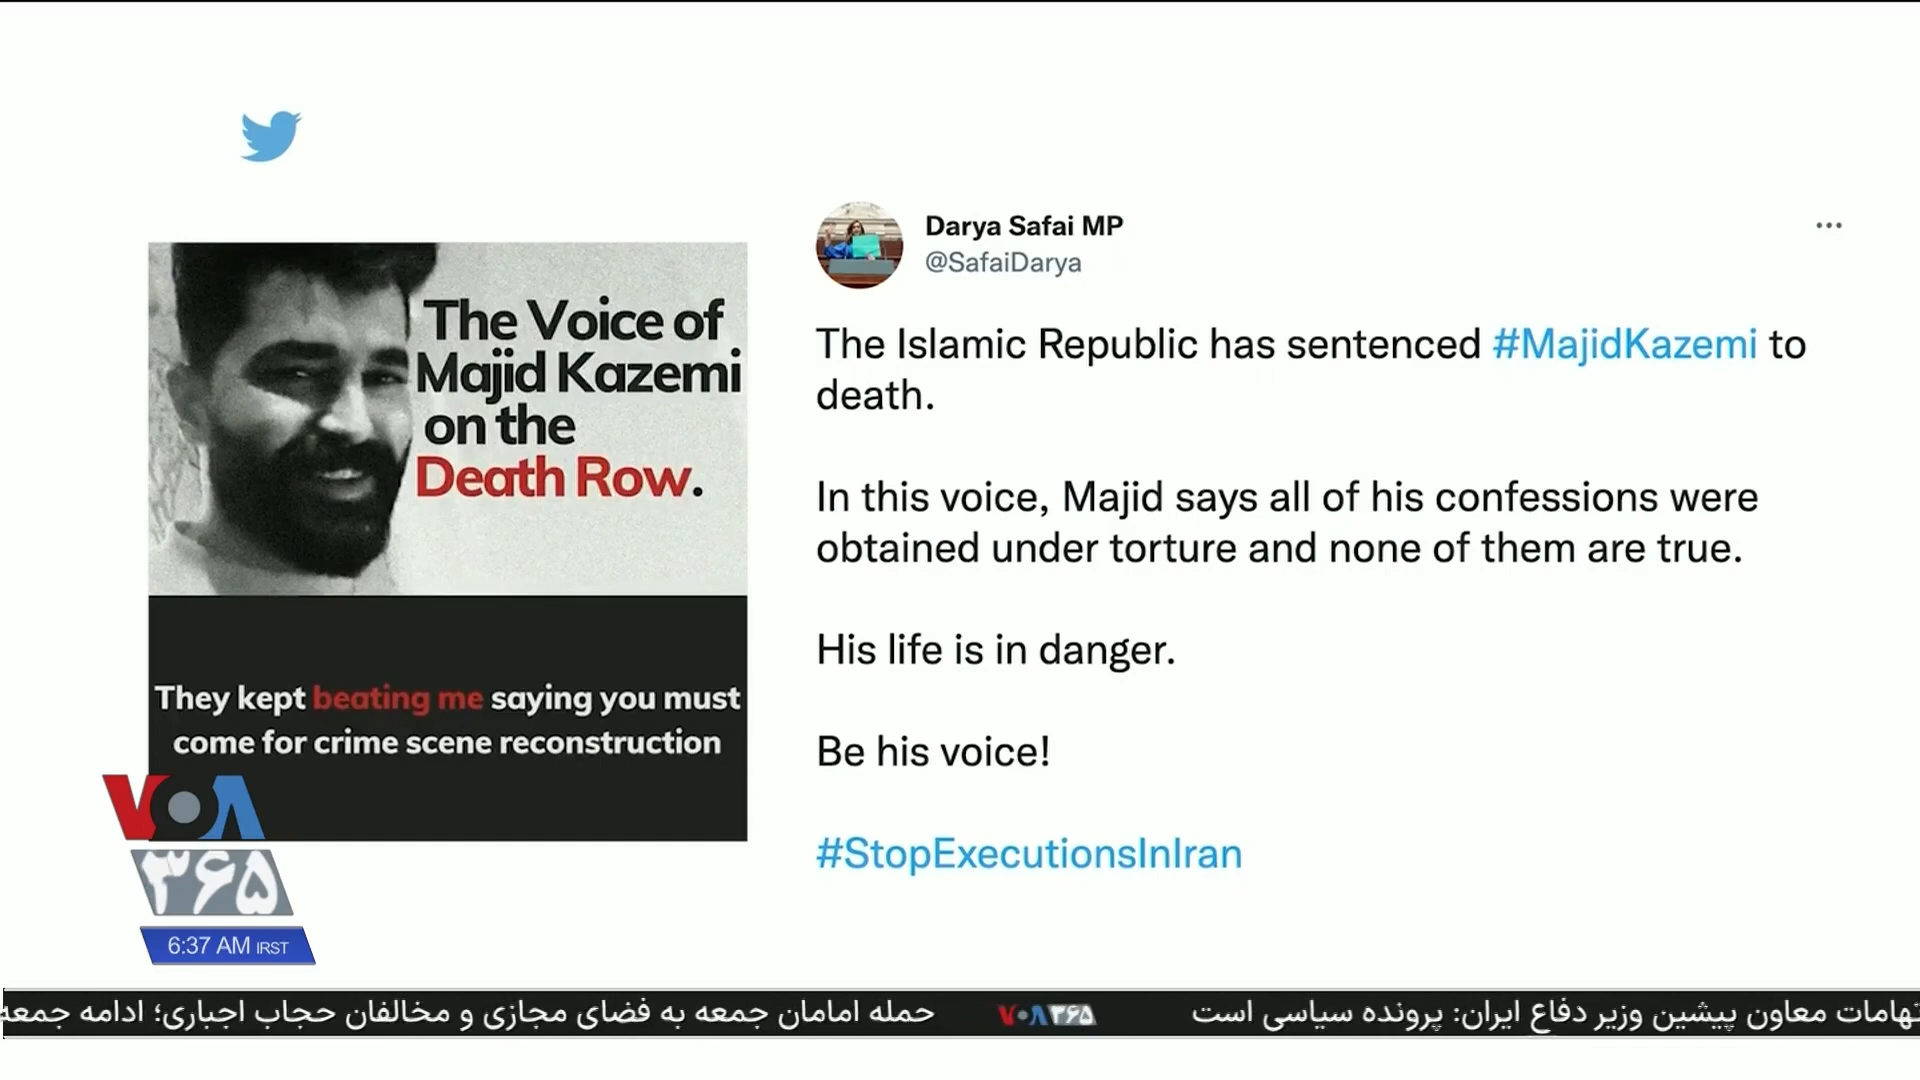 The Voice of
Majid Kazemi
on the
Death Row.
They kept beating me saying you must
come for crime scene reconstruction
Darya Safai MP
@SafaiDarya
The Islamic Republic has sentenced #MajidKazemi to
death.
In this voice, Majid says all of his confessions were
obtained under torture and none of them are true.
His life is in danger.
Be his voice!
#StopExecutionsInIran
VOA
۳۶۵
6:37 AM IRST
تهامات معاون پیشین وزیر دفاع ایران: پرونده سیاسی است VOA۳۶۵ حمله امامان جمعه به فضای مجازی و مخالفان حجاب اجباری؛ ادامه جمعه